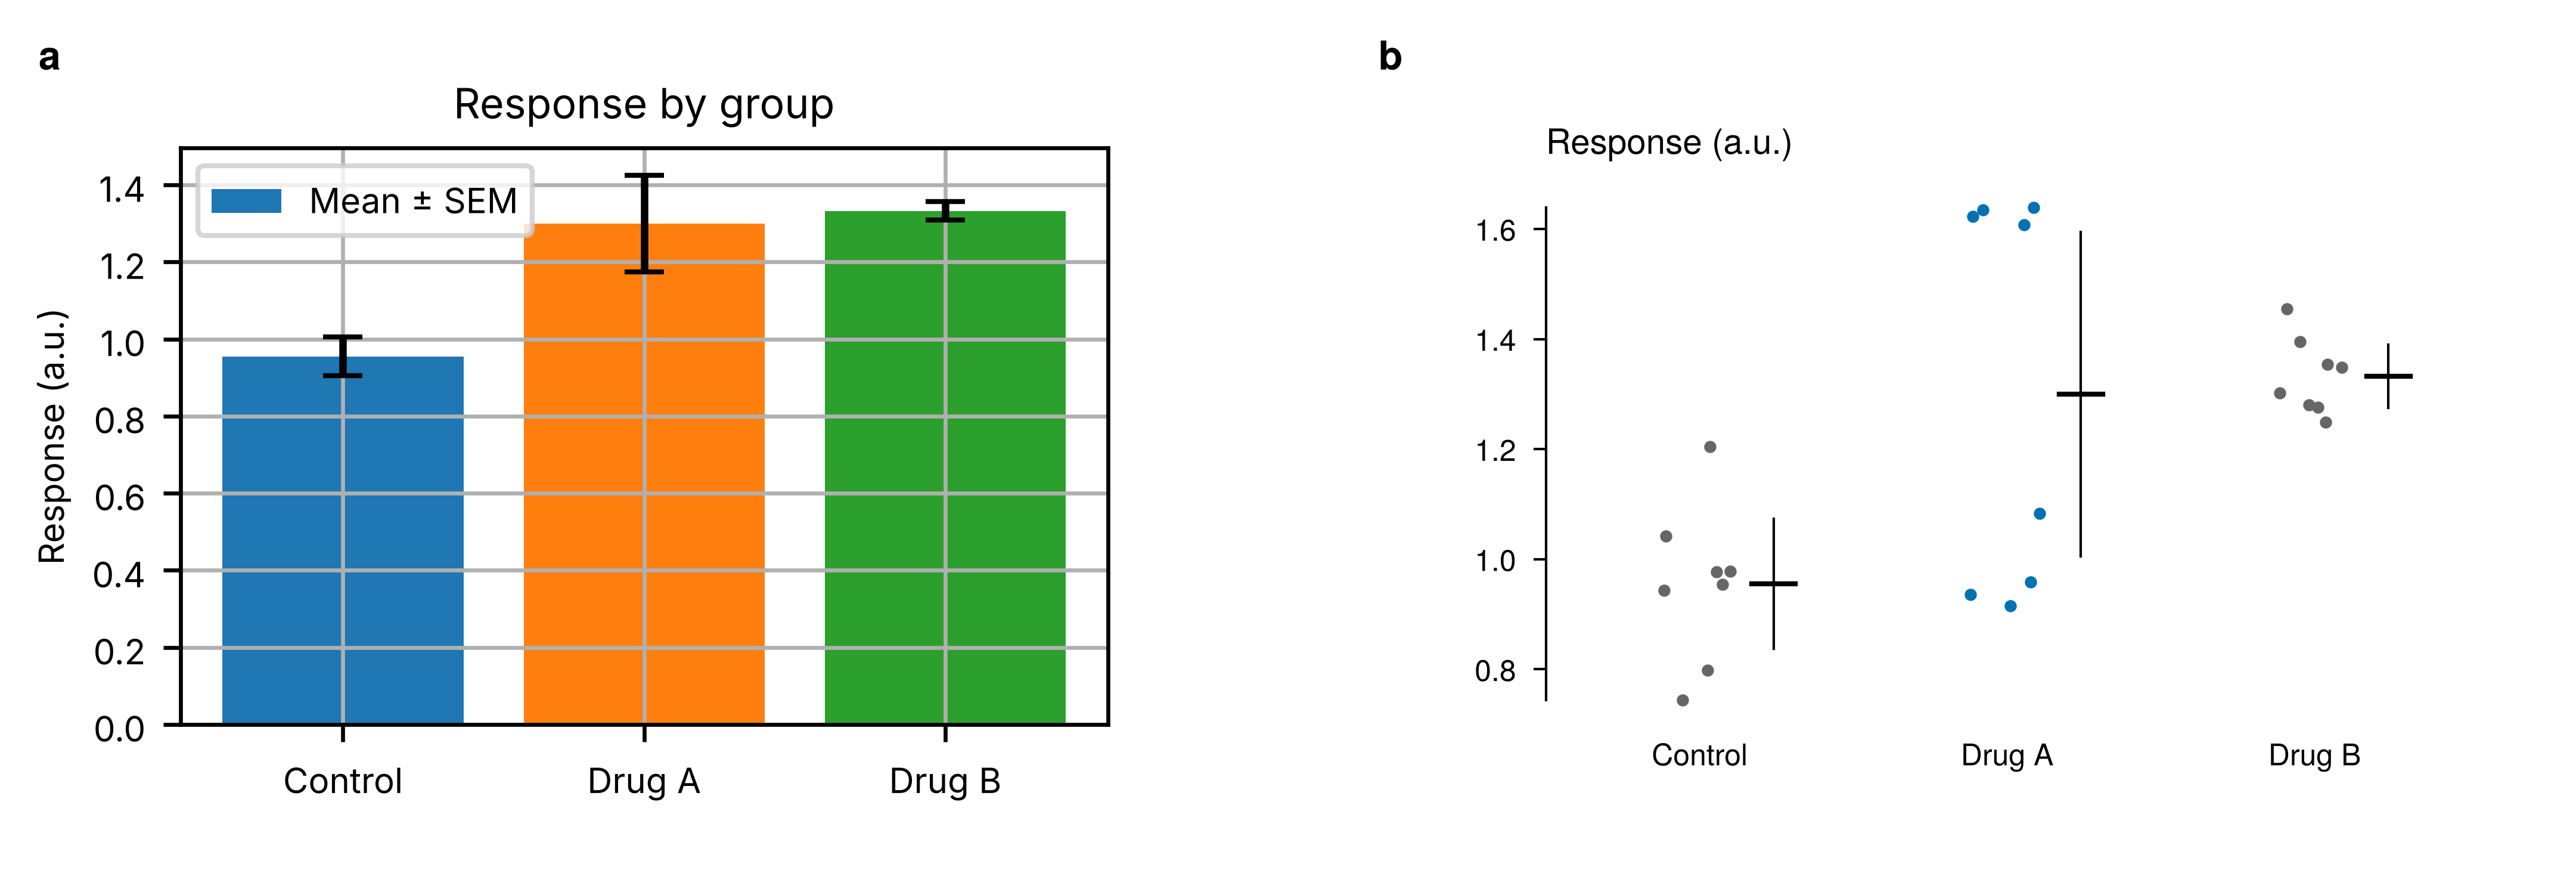 a
Response by group
Mean ± SEM
Response (a.u.)
1.4
1.2
1.0
0.8
0.6
0.4
0.2
0.0
Control
Drug A
Drug B
b
Response (a.u.)
1.6
1.4
1.2
1.0
0.8
Control
Drug A
Drug B